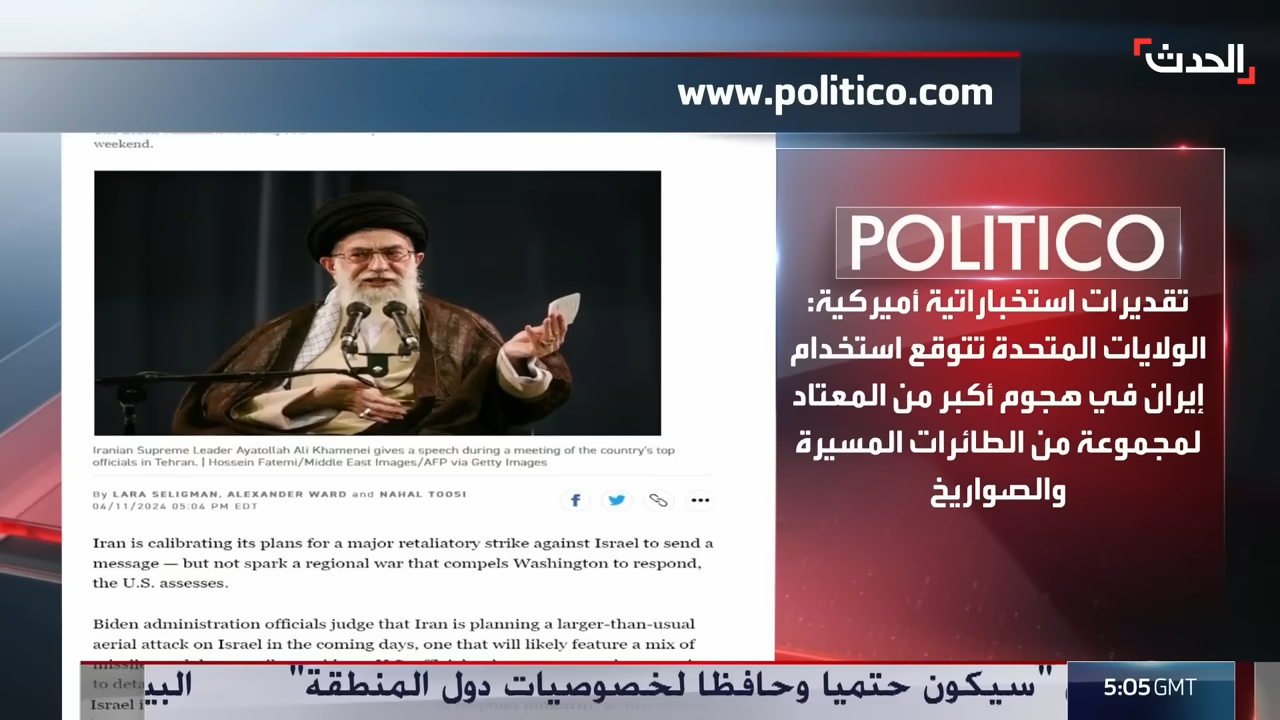 الحدث
www.politico.com
weekend.
POLITICO
تقديرات استخباراتية أميركية:
الولايات المتحدة تتوقع استخدام
إيران في هجوم أكبر من المعتاد
لمجموعة من الطائرات المسيرة
والصواريخ
Iranian Supreme Leader Ayatollah Ali Khamenei gives a speech during a meeting of the country's top
officials in Tehran. | Hossein Fatemi/Middle East Images/AFP via Getty Images
By LARA SELIGMAN, ALEXANDER WARD and NAHAL TOOSI
04/11/2024 05:04 PM EDT
Iran is calibrating its plans for a major retaliatory strike against Israel to send a
message — but not spark a regional war that compels Washington to respond,
the U.S. assesses.
Biden administration officials judge that Iran is planning a larger-than-usual
aerial attack on Israel in the coming days, one that will likely feature a mix of
"سيكون حتميا وحافظا لخصوصيات دول المنطقة"
5:05 GMT